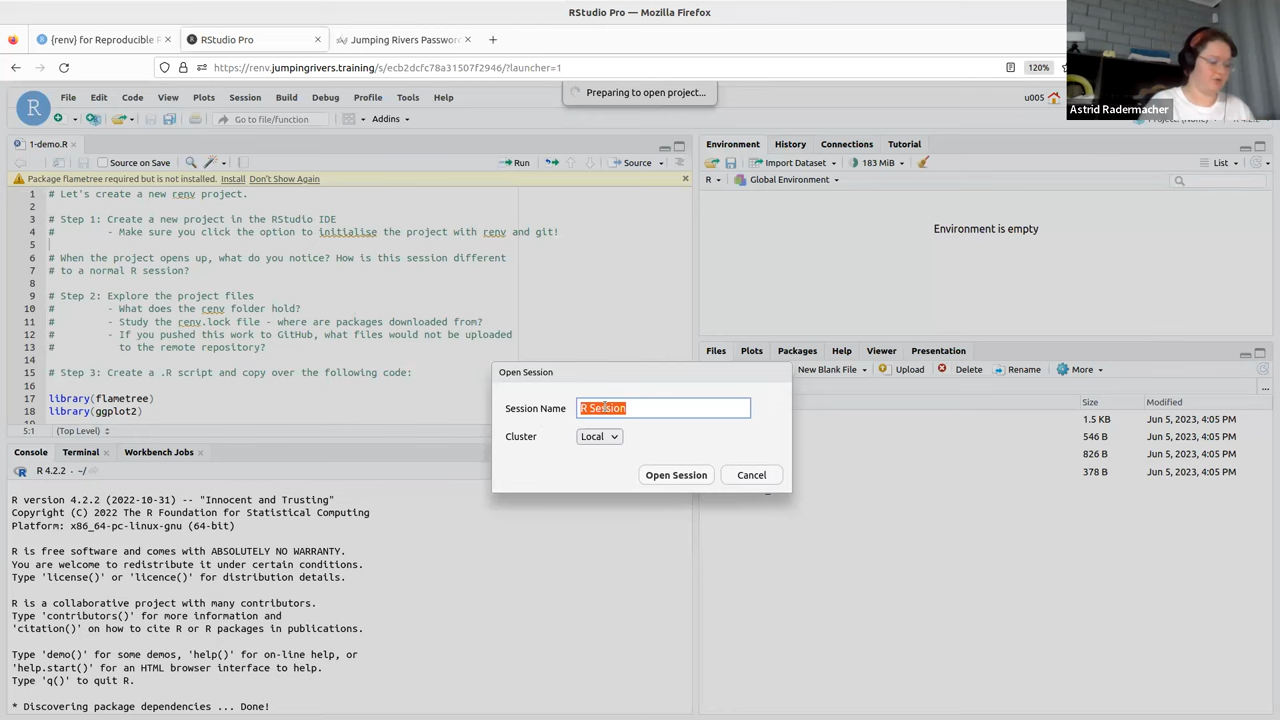 RStudio Pro — Mozilla Firefox
{renv} for Reproducible R
RStudio Pro
Jumping Rivers Password
https://renv.jumpingrivers.training/s/ecb2dcfc78a31507f2946/?launcher=1
120%
Astrid Radermacher
Preparing to open project...
File Edit Code View Plots Session Build Debug Profile Tools Help
u005
Go to file/function
Addins
1-demo.R
Source on Save
Run
Source
Package flametree required but is not installed. Install Don't Show Again
1 # Let's create a new renv project.
2
3 # Step 1: Create a new project in the RStudio IDE
4 # - Make sure you click the option to initialise the project with renv and git!
5
6 # When the project opens up, what do you notice? How is this session different
7 # to a normal R session?
8
9 # Step 2: Explore the project files
10 # - What does the renv folder hold?
11 # - Study the renv.lock file - where are packages downloaded from?
12 # - If you pushed this work to GitHub, what files would not be uploaded
13 # to the remote repository?
14
15 # Step 3: Create a .R script and copy over the following code:
16
17 library(flametree)
18 library(ggplot2)
19
5:1 (Top Level)
R Script
Console Terminal Workbench Jobs
R 4.2.2 · ~/
R version 4.2.2 (2022-10-31) -- "Innocent and Trusting"
Copyright (C) 2022 The R Foundation for Statistical Computing
Platform: x86_64-pc-linux-gnu (64-bit)
R is free software and comes with ABSOLUTELY NO WARRANTY.
You are welcome to redistribute it under certain conditions.
Type 'license()' or 'licence()' for distribution details.
R is a collaborative project with many contributors.
Type 'contributors()' for more information and
'citation()' on how to cite R or R packages in publications.
Type 'demo()' for some demos, 'help()' for on-line help, or
'help.start()' for an HTML browser interface to help.
Type 'q()' to quit R.
* Discovering package dependencies ... Done!
Environment History Connections Tutorial
Import Dataset
183 MiB
List
R
Global Environment
Environment is empty
Files Plots Packages Help Viewer Presentation
New Blank File
Upload
Delete
Rename
More
Size Modified
1.5 KB Jun 5, 2023, 4:05 PM
546 B Jun 5, 2023, 4:05 PM
826 B Jun 5, 2023, 4:05 PM
378 B Jun 5, 2023, 4:05 PM
Open Session
Session Name R Session
Cluster Local
Open Session
Cancel